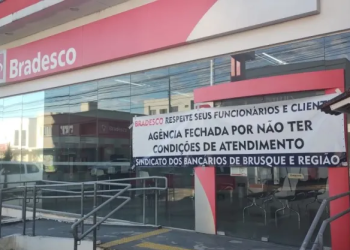 Bradesco
BRADESCO RESPEITE SEUS FUNCIONÁRIOS E CLIENT
AGÊNCIA FECHADA POR NÃO TER
CONDIÇÕES DE ATENDIMENTO
SINDICATO DOS BANCÁRIOS DE BRUSQUE E REGIÃO